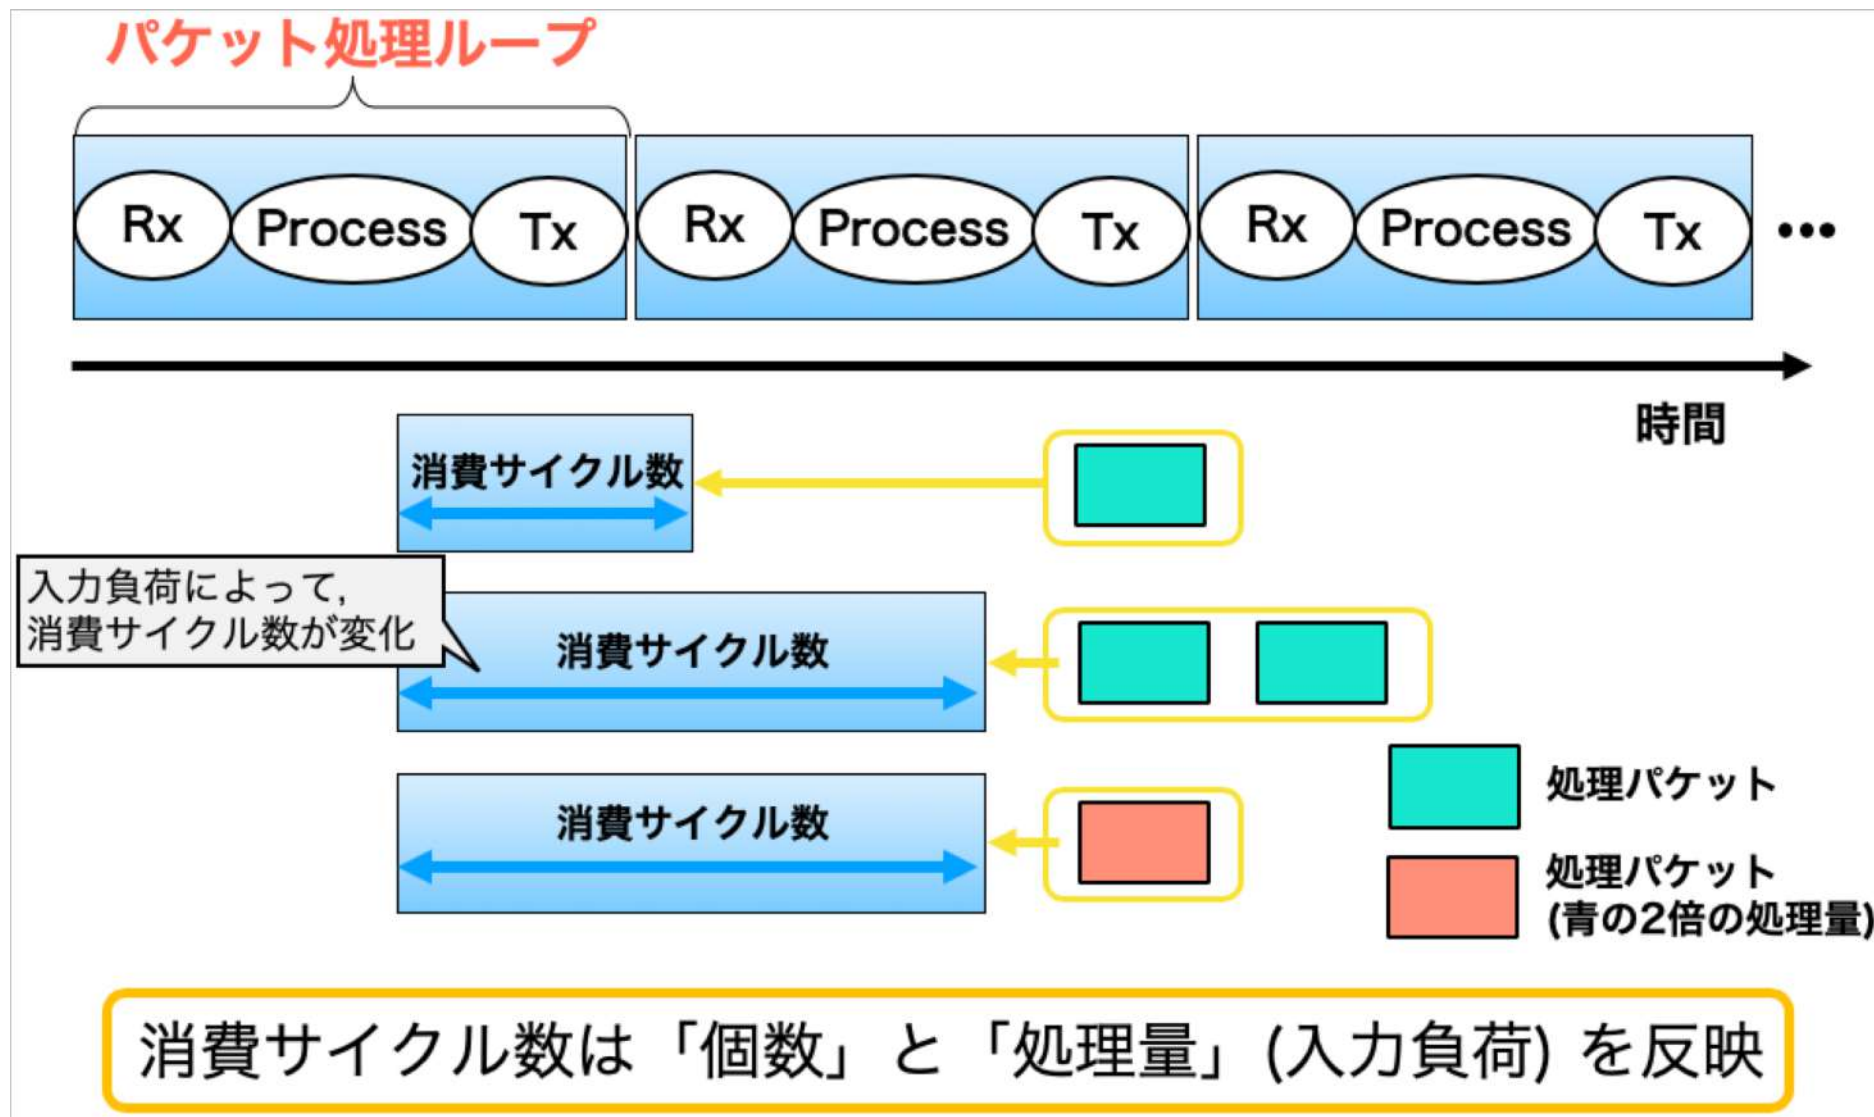 パケット処理ループ
Rx Process Tx Rx Process Tx Rx Process Tx •••
時間
消費サイクル数
入力負荷によって,
消費サイクル数が変化
消費サイクル数
消費サイクル数
処理パケット
処理パケット
(青の2倍の処理量)
消費サイクル数は「個数」と「処理量」(入力負荷) を反映